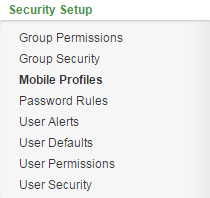 Security Setup
Group Permissions
Group Security
Mobile Profiles
Password Rules
User Alerts
User Defaults
User Permissions
User Security